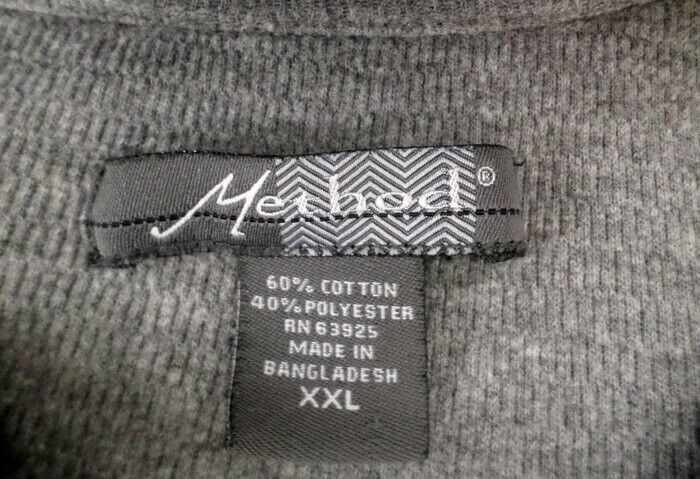 Method®
60% COTTON
40% POLYESTER
RN 63925
MADE IN
BANGLADESH
XXL